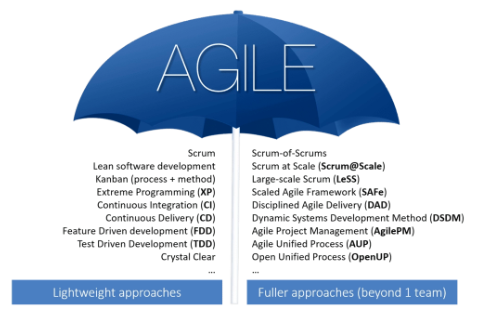 AGILE
Scrum
Lean software development
Kanban (process + method)
Extreme Programming (XP)
Continuous Integration (CI)
Continuous Delivery (CD)
Feature Driven development (FDD)
Test Driven Development (TDD)
Crystal Clear
...
Lightweight approaches
Scrum-of-Scrums
Scrum at Scale (Scrum@Scale)
Large-scale Scrum (LeSS)
Scaled Agile Framework (SAFe)
Disciplined Agile Delivery (DAD)
Dynamic Systems Development Method (DSDM)
Agile Project Management (AgilePM)
Agile Unified Process (AUP)
Open Unified Process (OpenUP)
...
Fuller approaches (beyond 1 team)